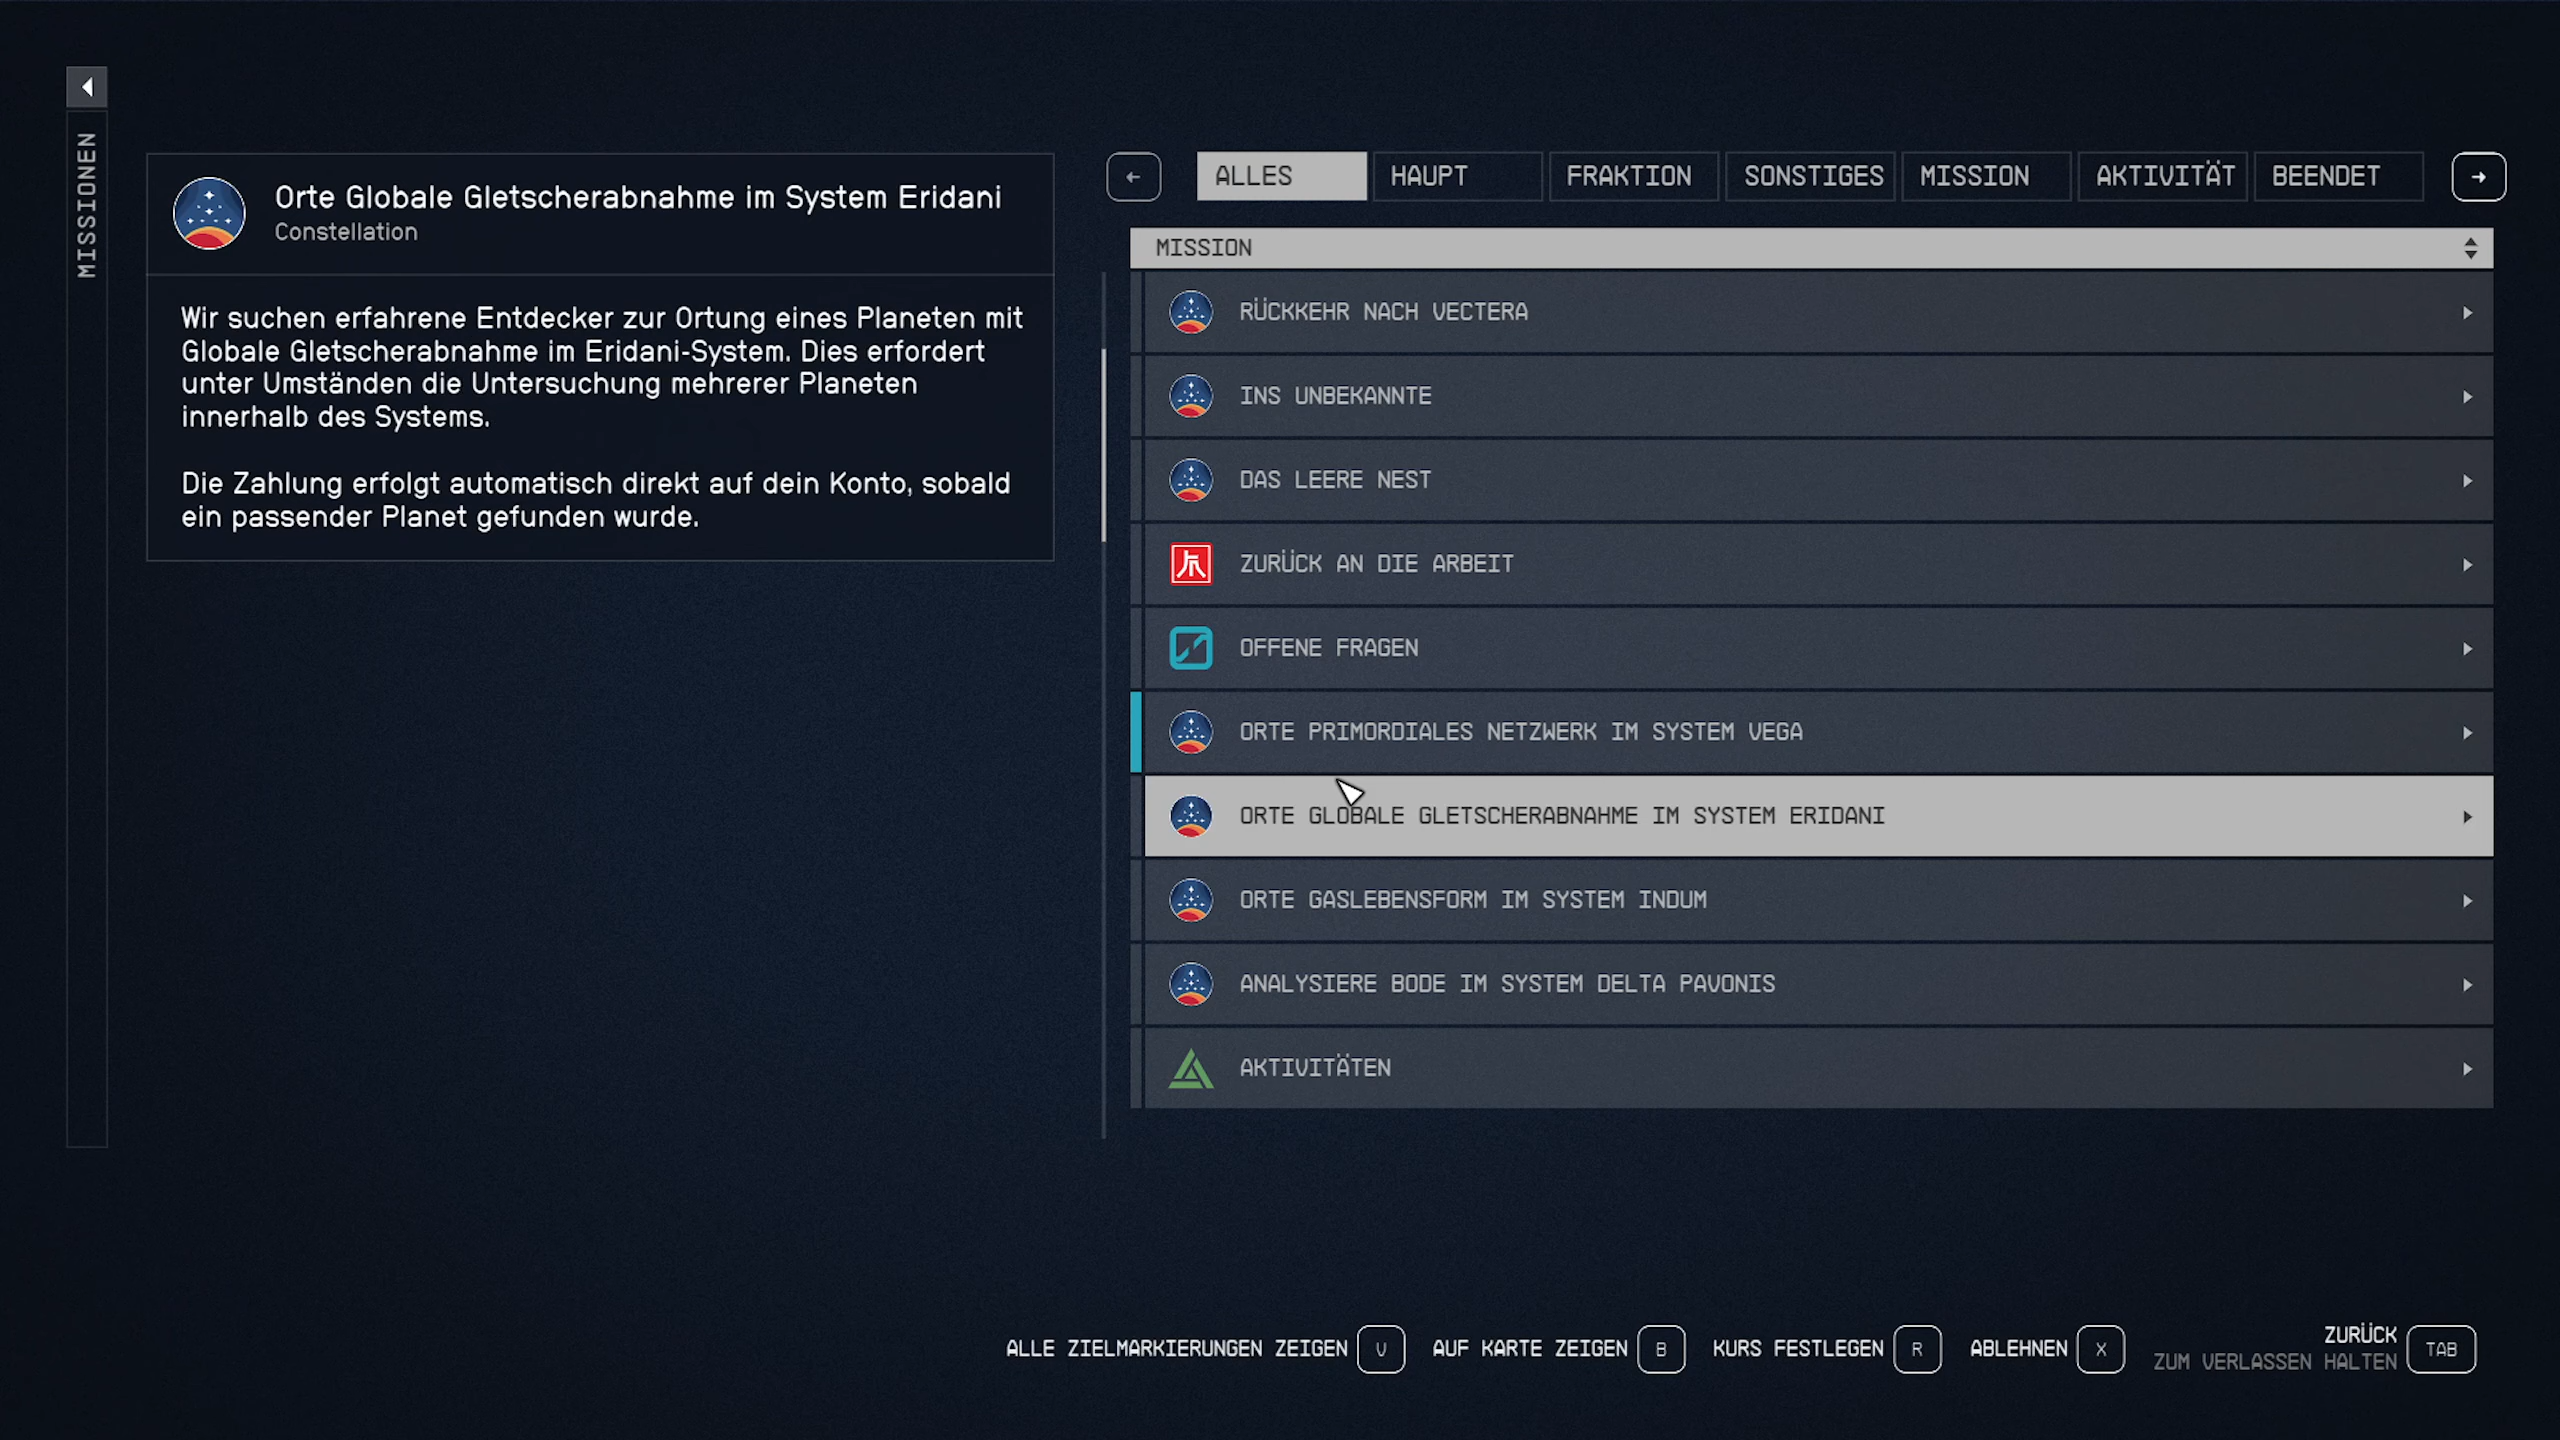 MISSIONEN
Orte Globale Gletscherabnahme im System Eridani
Constellation
Wir suchen erfahrene Entdecker zur Ortung eines Planeten mit
Globale Gletscherabnahme im Eridani-System. Dies erfordert
unter Umständen die Untersuchung mehrerer Planeten
innerhalb des Systems.
Die Zahlung erfolgt automatisch direkt auf dein Konto, sobald
ein passender Planet gefunden wurde.
ALLES HAUPT FRAKTION SONSTIGES MISSION AKTIVITÄT BEENDET
MISSION
RÜCKKEHR NACH VECTERA
INS UNBEKANNTE
DAS LEERE NEST
ZURÜCK AN DIE ARBEIT
OFFENE FRAGEN
ORTE PRIMORDIALES NETZWERK IM SYSTEM VEGA
ORTE GLOBALE GLETSCHERABNAHME IM SYSTEM ERIDANI
ORTE GASLEBENSFORM IM SYSTEM INDUM
ANALYSIERE BODE IM SYSTEM DELTA PAVONIS
AKTIVITÄTEN
ALLE ZIELMARKIERUNGEN ZEIGEN V AUF KARTE ZEIGEN B KURS FESTLEGEN R ABLEHNEN X ZURÜCK TAB
ZUM VERLASSEN HALTEN